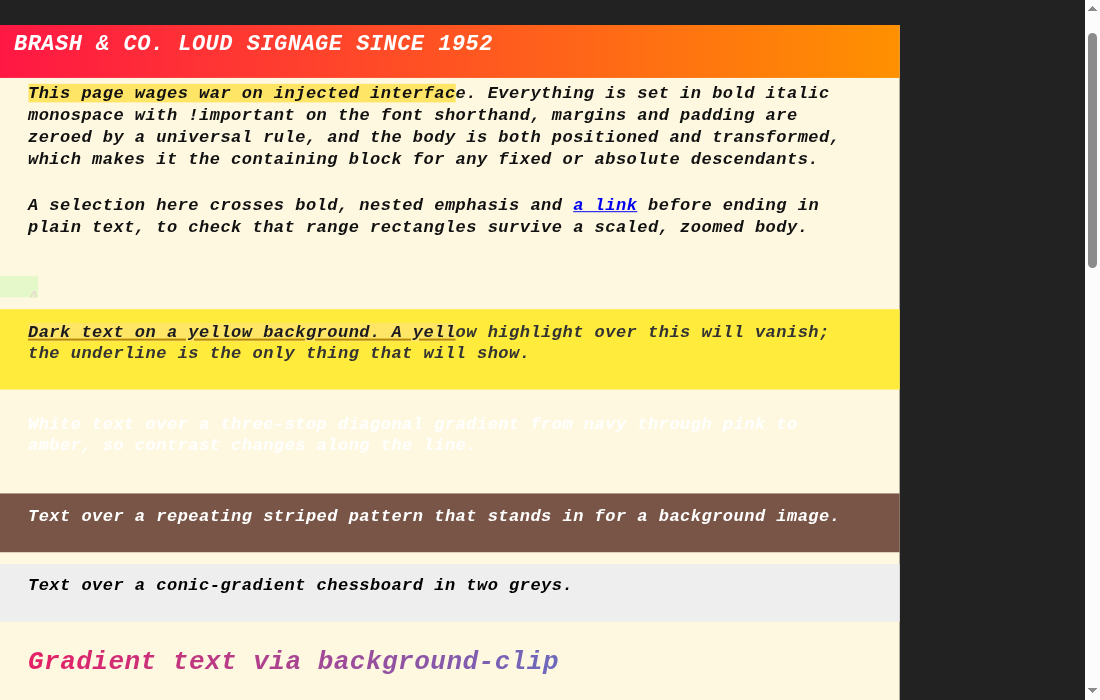 BRASH & CO. LOUD SIGNAGE SINCE 1952
This page wages war on injected interface. Everything is set in bold italic
monospace with !important on the font shorthand, margins and padding are
zeroed by a universal rule, and the body is both positioned and transformed,
which makes it the containing block for any fixed or absolute descendants.
A selection here crosses bold, nested emphasis and a link before ending in
plain text, to check that range rectangles survive a scaled, zoomed body.
Dark text on a yellow background. A yellow highlight over this will vanish;
the underline is the only thing that will show.
White text over a three-stop diagonal gradient from navy through pink to
amber, so contrast changes along the line.
Text over a repeating striped pattern that stands in for a background image.
Text over a conic-gradient chessboard in two greys.
Gradient text via background-clip